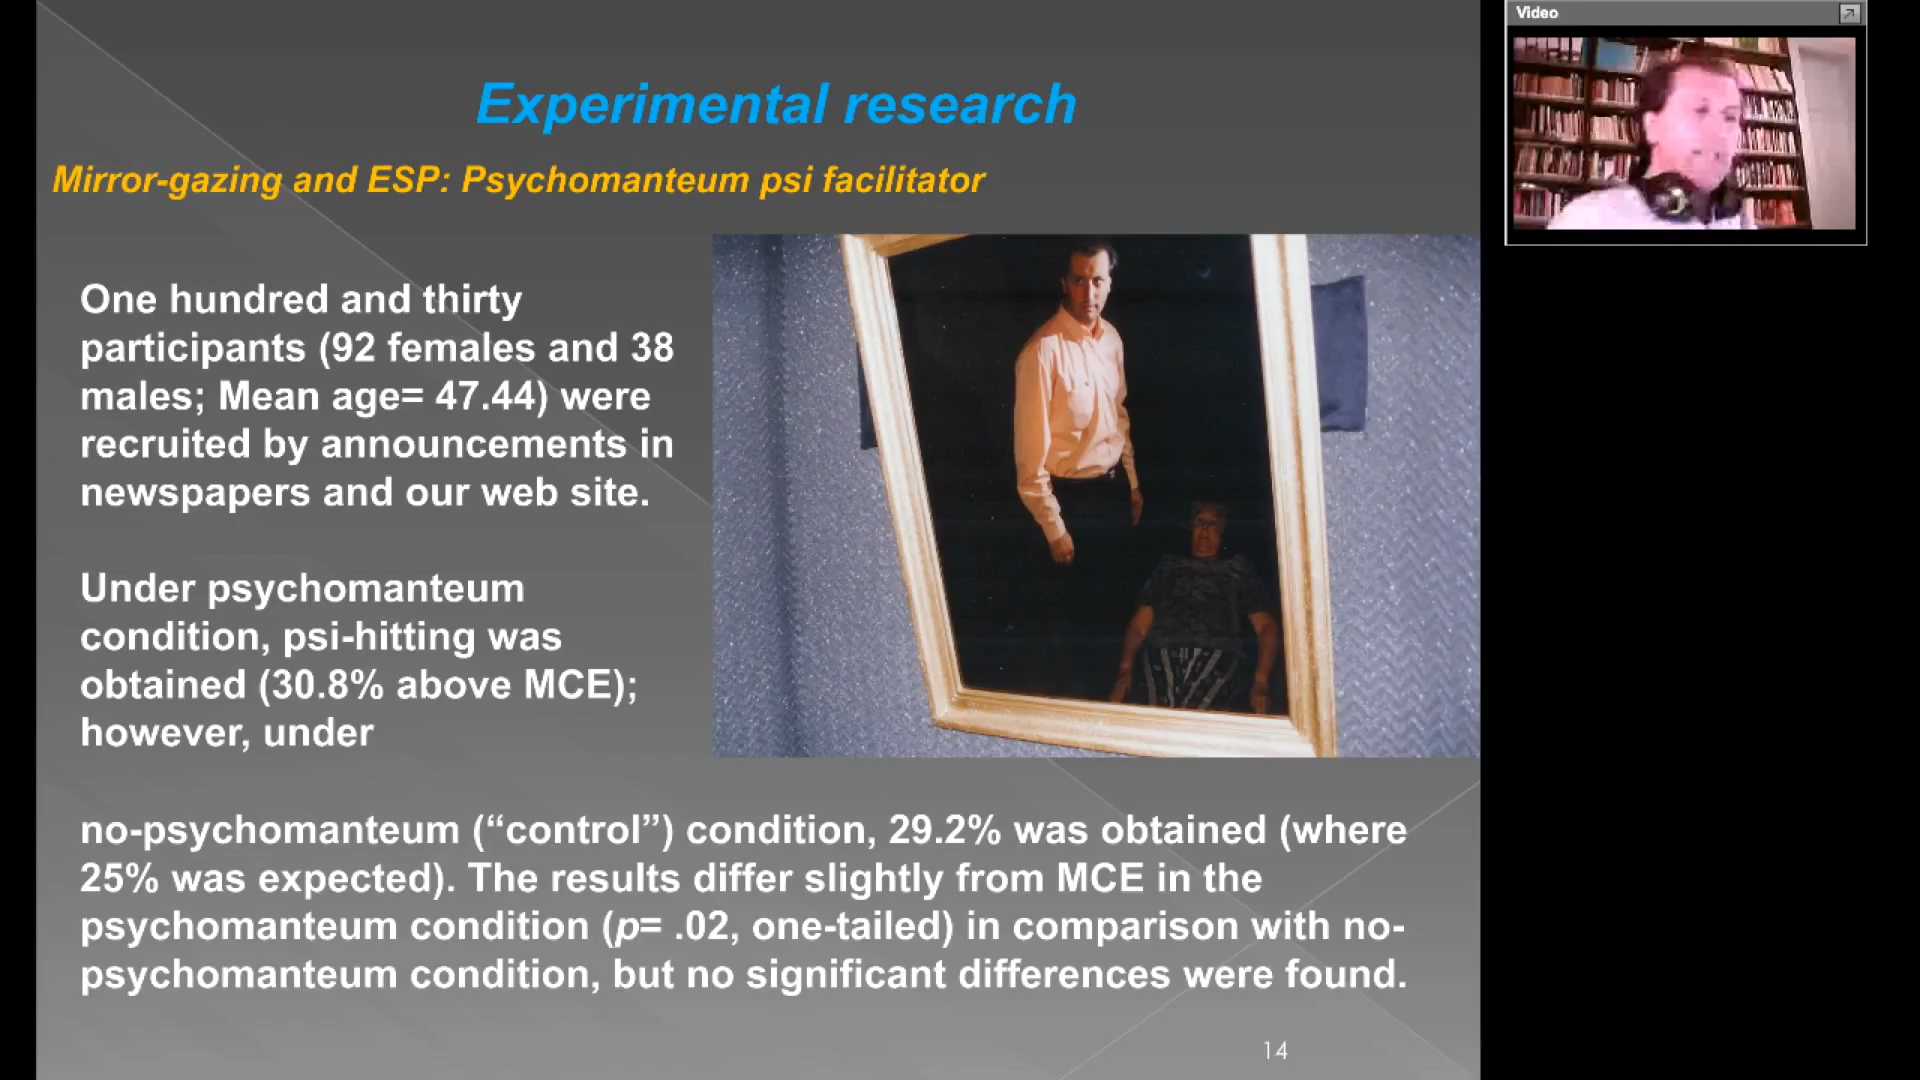 Experimental research
Video
Mirror-gazing and ESP: Psychomanteum psi facilitator
One hundred and thirty
participants (92 females and 38
males; Mean age= 47.44) were
recruited by announcements in
newspapers and our web site.
Under psychomanteum
condition, psi-hitting was
obtained (30.8% above MCE);
however, under
no-psychomanteum (“control”) condition, 29.2% was obtained (where
25% was expected). The results differ slightly from MCE in the
psychomanteum condition (p= .02, one-tailed) in comparison with no-
psychomanteum condition, but no significant differences were found.
14